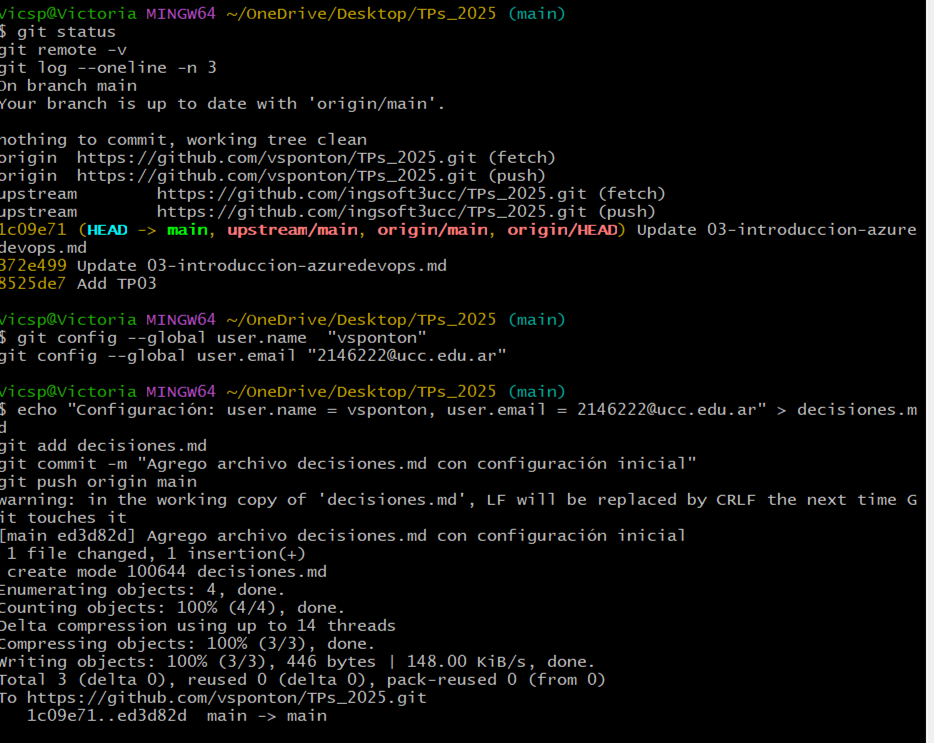 Vicsp@Victoria MINGW64 ~/OneDrive/Desktop/TPs_2025 (main)
$ git status
git remote -v
git log --oneline -n 3
On branch main
Your branch is up to date with 'origin/main'.
nothing to commit, working tree clean
origin  https://github.com/vsponton/TPs_2025.git (fetch)
origin  https://github.com/vsponton/TPs_2025.git (push)
upstream        https://github.com/ingsoft3ucc/TPs_2025.git (fetch)
upstream        https://github.com/ingsoft3ucc/TPs_2025.git (push)
1c09e71 (HEAD -> main, upstream/main, origin/main, origin/HEAD) Update 03-introduccion-azure
devops.md
372e499 Update 03-introduccion-azuredevops.md
8525de7 Add TP03
Vicsp@Victoria MINGW64 ~/OneDrive/Desktop/TPs_2025 (main)
$ git config --global user.name  "vsponton"
git config --global user.email "2146222@ucc.edu.ar"
Vicsp@Victoria MINGW64 ~/OneDrive/Desktop/TPs_2025 (main)
$ echo "Configuración: user.name = vsponton, user.email = 2146222@ucc.edu.ar" > decisiones.m
d
git add decisiones.md
git commit -m "Agrego archivo decisiones.md con configuración inicial"
git push origin main
warning: in the working copy of 'decisiones.md', LF will be replaced by CRLF the next time G
it touches it
[main ed3d82d] Agrego archivo decisiones.md con configuración inicial
 1 file changed, 1 insertion(+)
 create mode 100644 decisiones.md
Enumerating objects: 4, done.
Counting objects: 100% (4/4), done.
Delta compression using up to 14 threads
Compressing objects: 100% (3/3), done.
Writing objects: 100% (3/3), 446 bytes | 148.00 KiB/s, done.
Total 3 (delta 0), reused 0 (delta 0), pack-reused 0 (from 0)
To https://github.com/vsponton/TPs_2025.git
   1c09e71..ed3d82d  main -> main